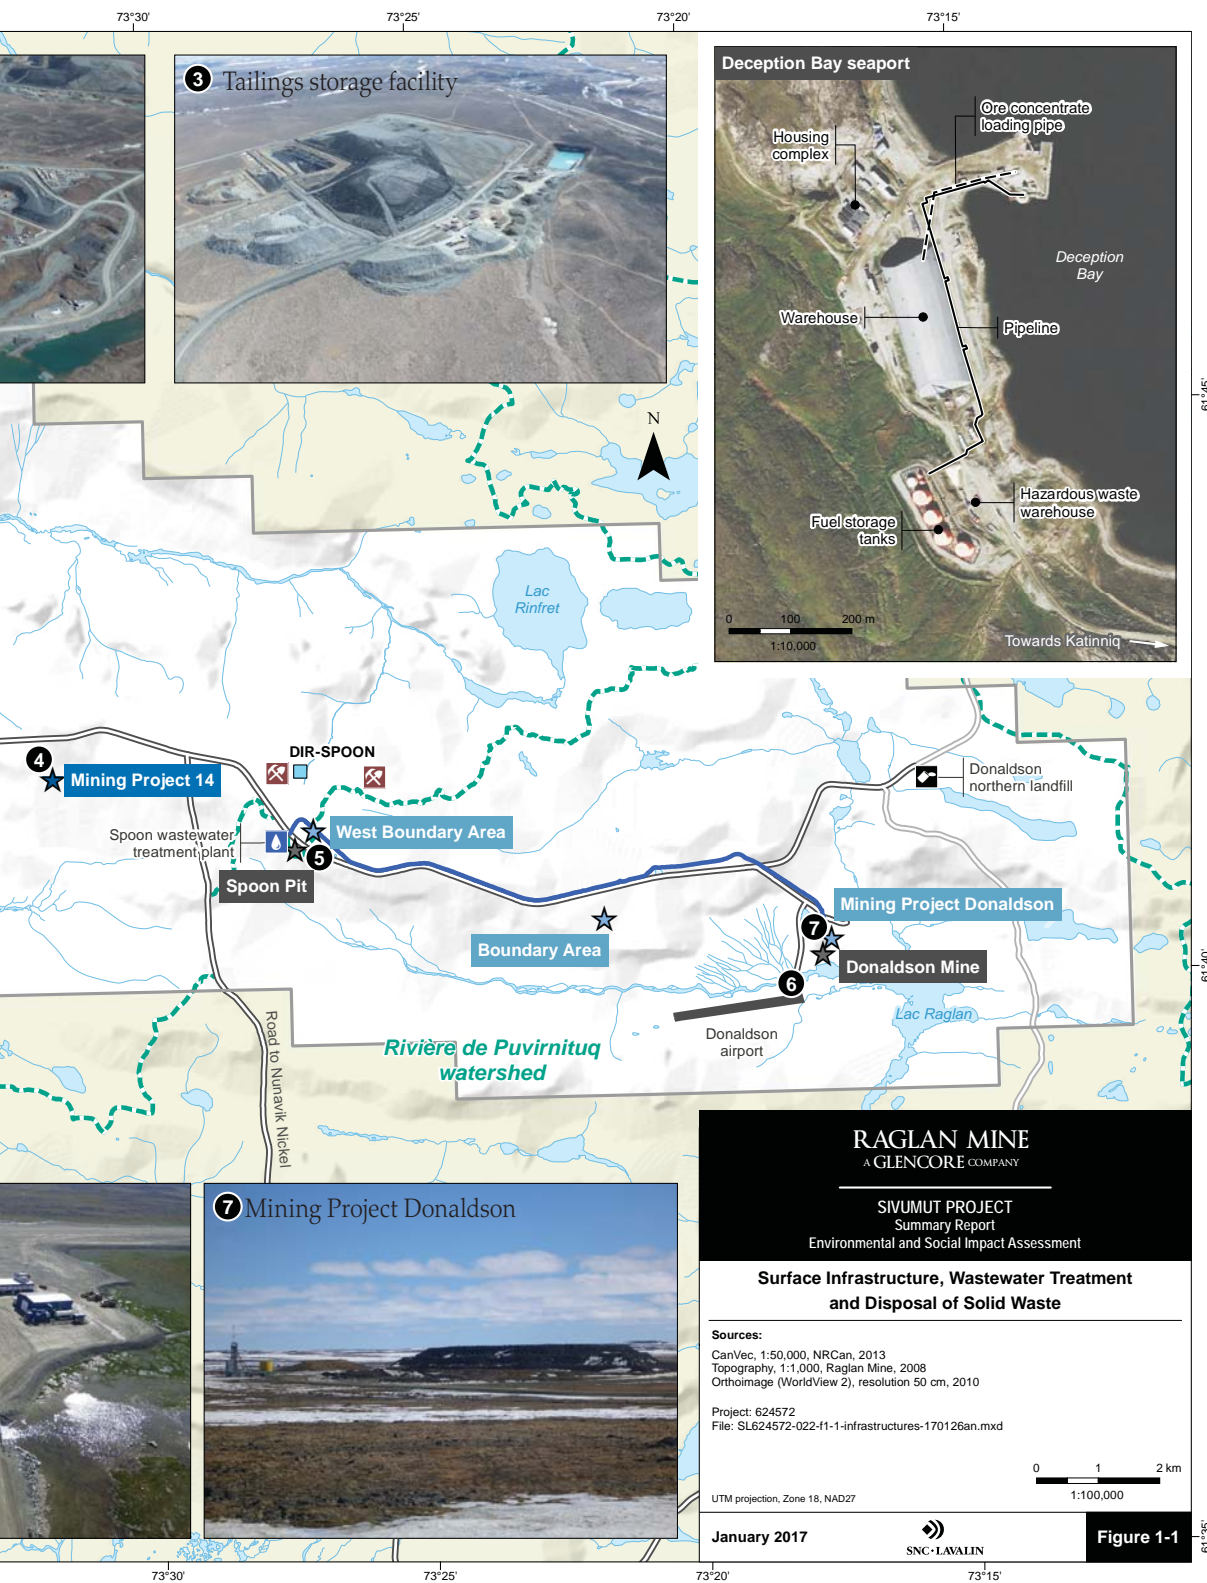 73°30'
73°25'
73°20'
73°15'
3 Tailings storage facility
Deception Bay seaport
Ore concentrate
loading pipe
Housing
complex
Deception
Bay
Warehouse
Pipeline
Hazardous waste
warehouse
Fuel storage
tanks
0 100 200 m
1:10,000
Towards Katinniq
61°45'
N
Lac
Rinfret
4
Mining Project 14
DIR-SPOON
Donaldson
northern landfill
Spoon wastewater
treatment plant
West Boundary Area
5
Spoon Pit
Mining Project Donaldson
7
Boundary Area
Donaldson Mine
61°40'
6
Lac Raglan
Donaldson
airport
Road to Nunavik Nickel
Rivière de Puvirnituq
watershed
7 Mining Project Donaldson
RAGLAN MINE
A GLENCORE COMPANY
SIVUMUT PROJECT
Summary Report
Environmental and Social Impact Assessment
Surface Infrastructure, Wastewater Treatment
and Disposal of Solid Waste
Sources:
CanVec, 1:50,000, NRCan, 2013
Topography, 1:1,000, Raglan Mine, 2008
Orthoimage (WorldView 2), resolution 50 cm, 2010
Project: 624572
File: SL624572-022-f1-1-infrastructures-170126an.mxd
0 1 2 km
1:100,000
UTM projection, Zone 18, NAD27
January 2017
SNC·LAVALIN
Figure 1-1
61°35'
73°30'
73°25'
73°20'
73°15'